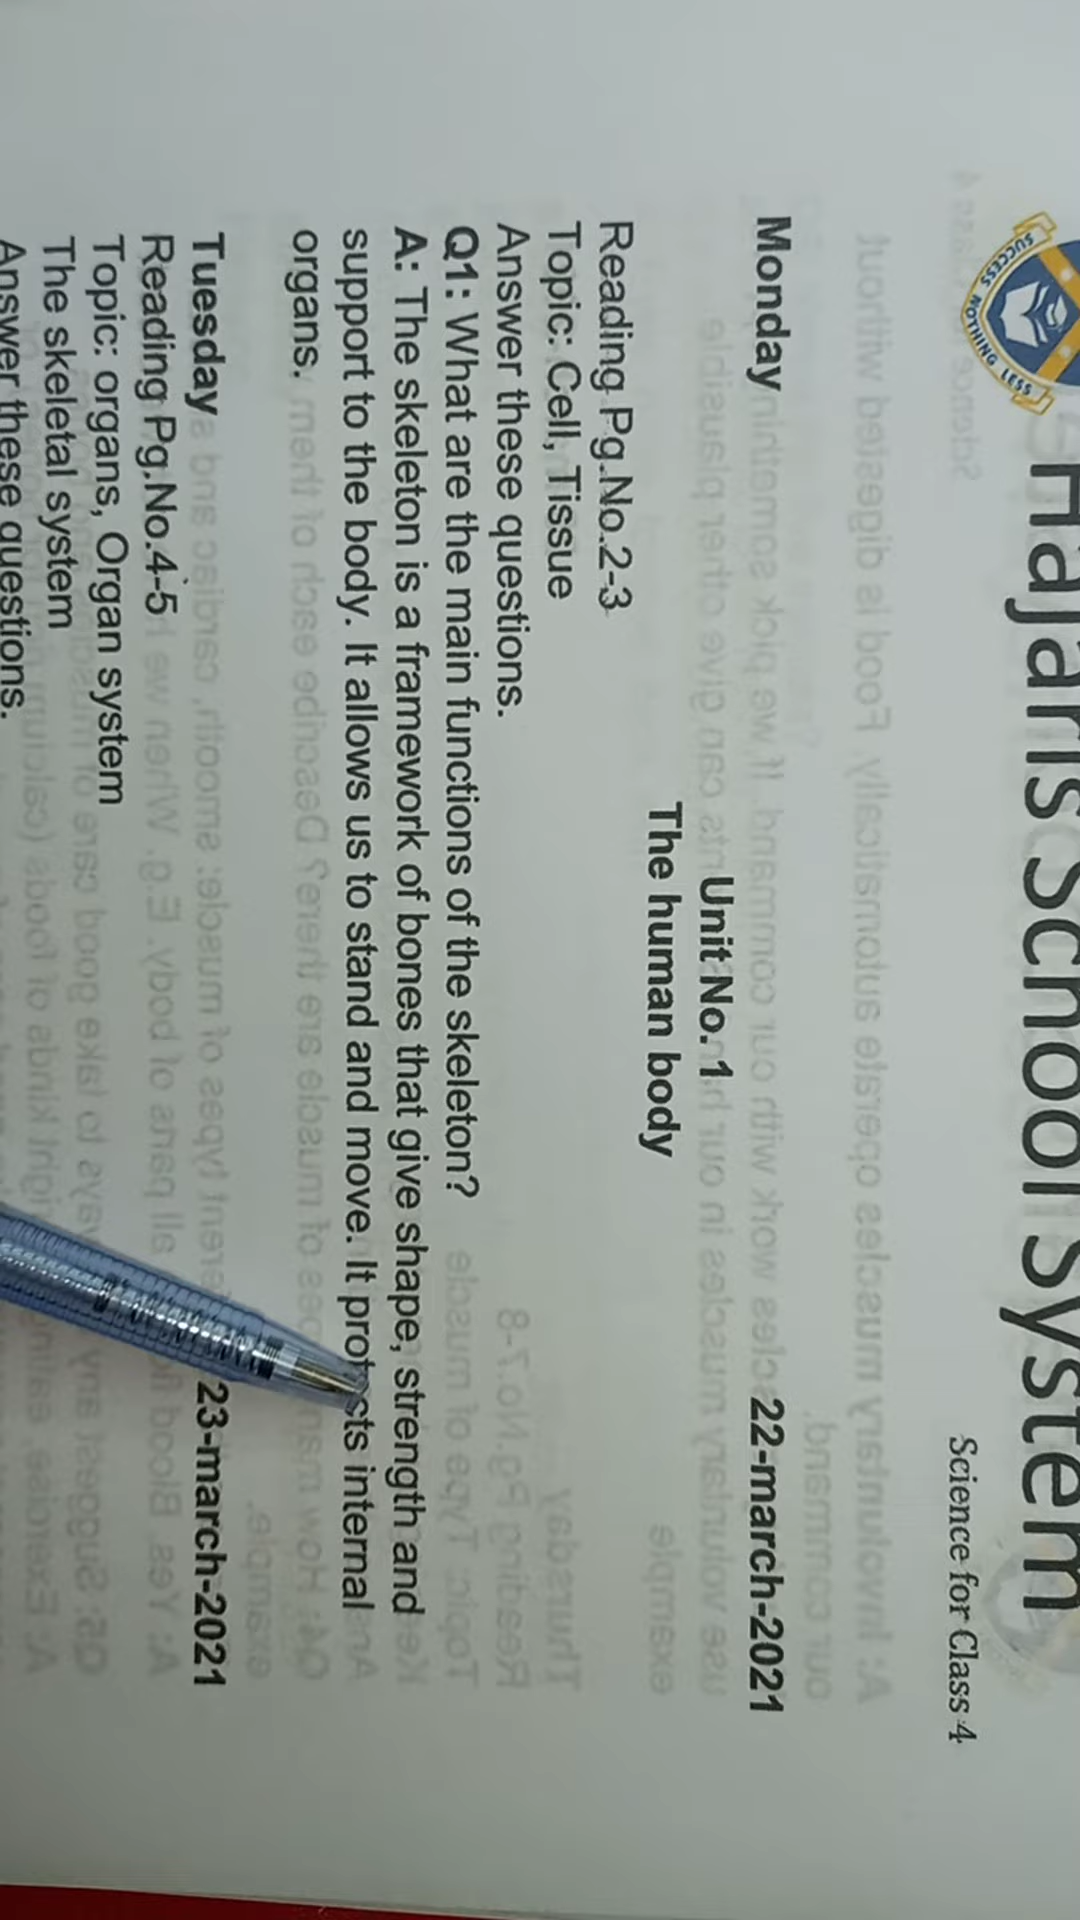 Hajaris School System
SUCCESS NOTHING LESS
Science for Class 4
Monday 22-march-2021
Unit No.1
The human body
Reading Pg.No.2-3
Topic: Cell, Tissue
Answer these questions.
Q1: What are the main functions of the skeleton?
A: The skeleton is a framework of bones that give shape, strength and
support to the body. It allows us to stand and move. It protects internal
organs.
Tuesday 23-march-2021
Reading Pg.No.4-5
Topic: organs, Organ system
The skeletal system
Answer these questions.